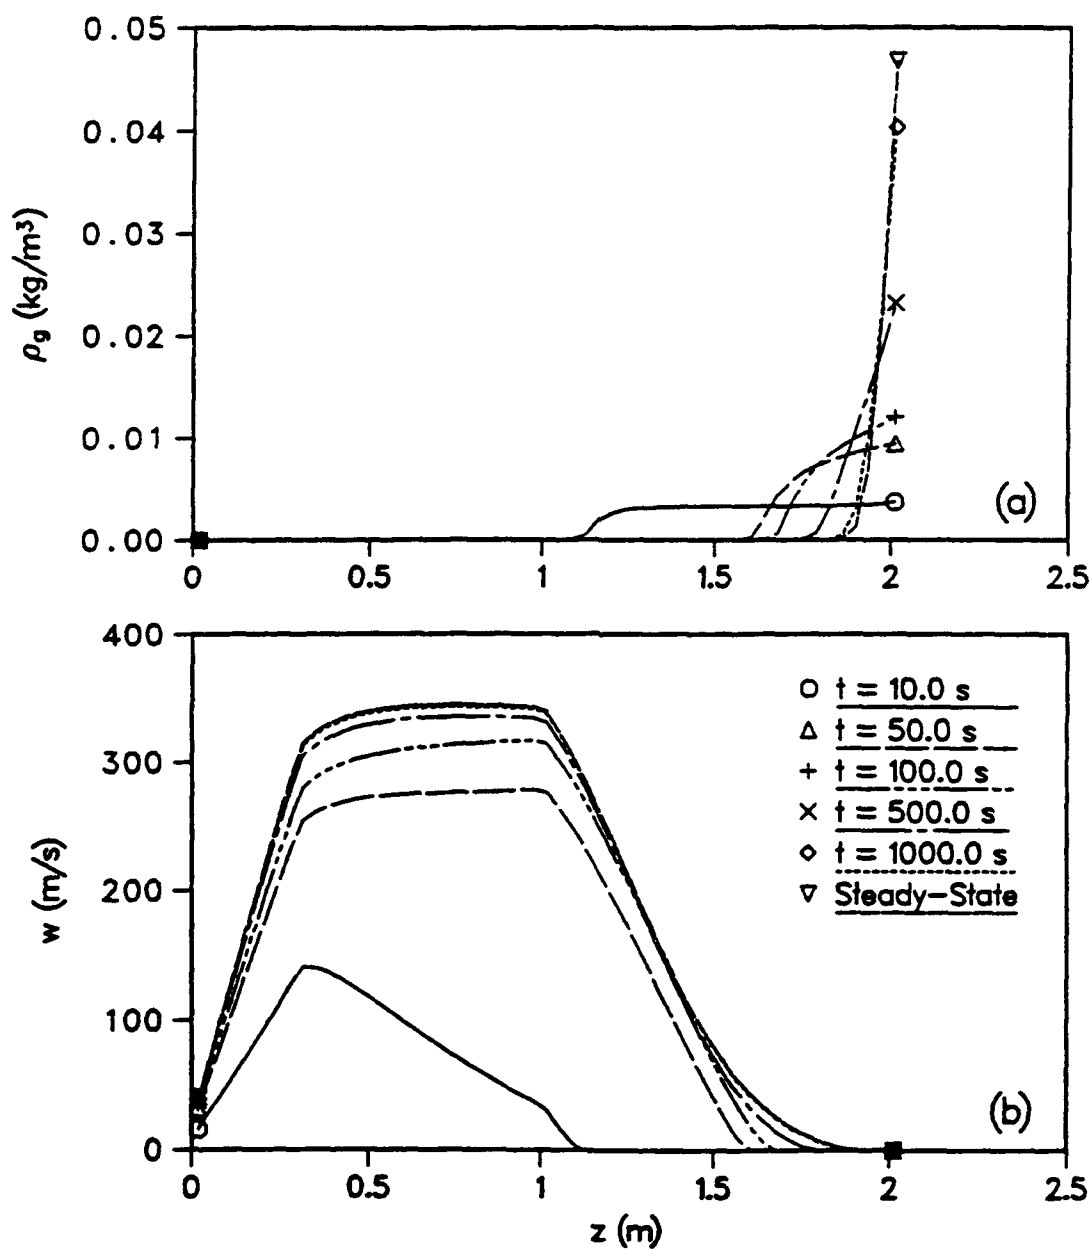 0.05
0.04
0.03
0.02
0.01
0.00
ρg (kg/m³)
(a)
0 0.5 1 1.5 2 2.5
400
300
200
100
0
w (m/s)
t = 10.0 s
t = 50.0 s
t = 100.0 s
t = 500.0 s
t = 1000.0 s
Steady-State
(b)
0 0.5 1 1.5 2 2.5
z (m)